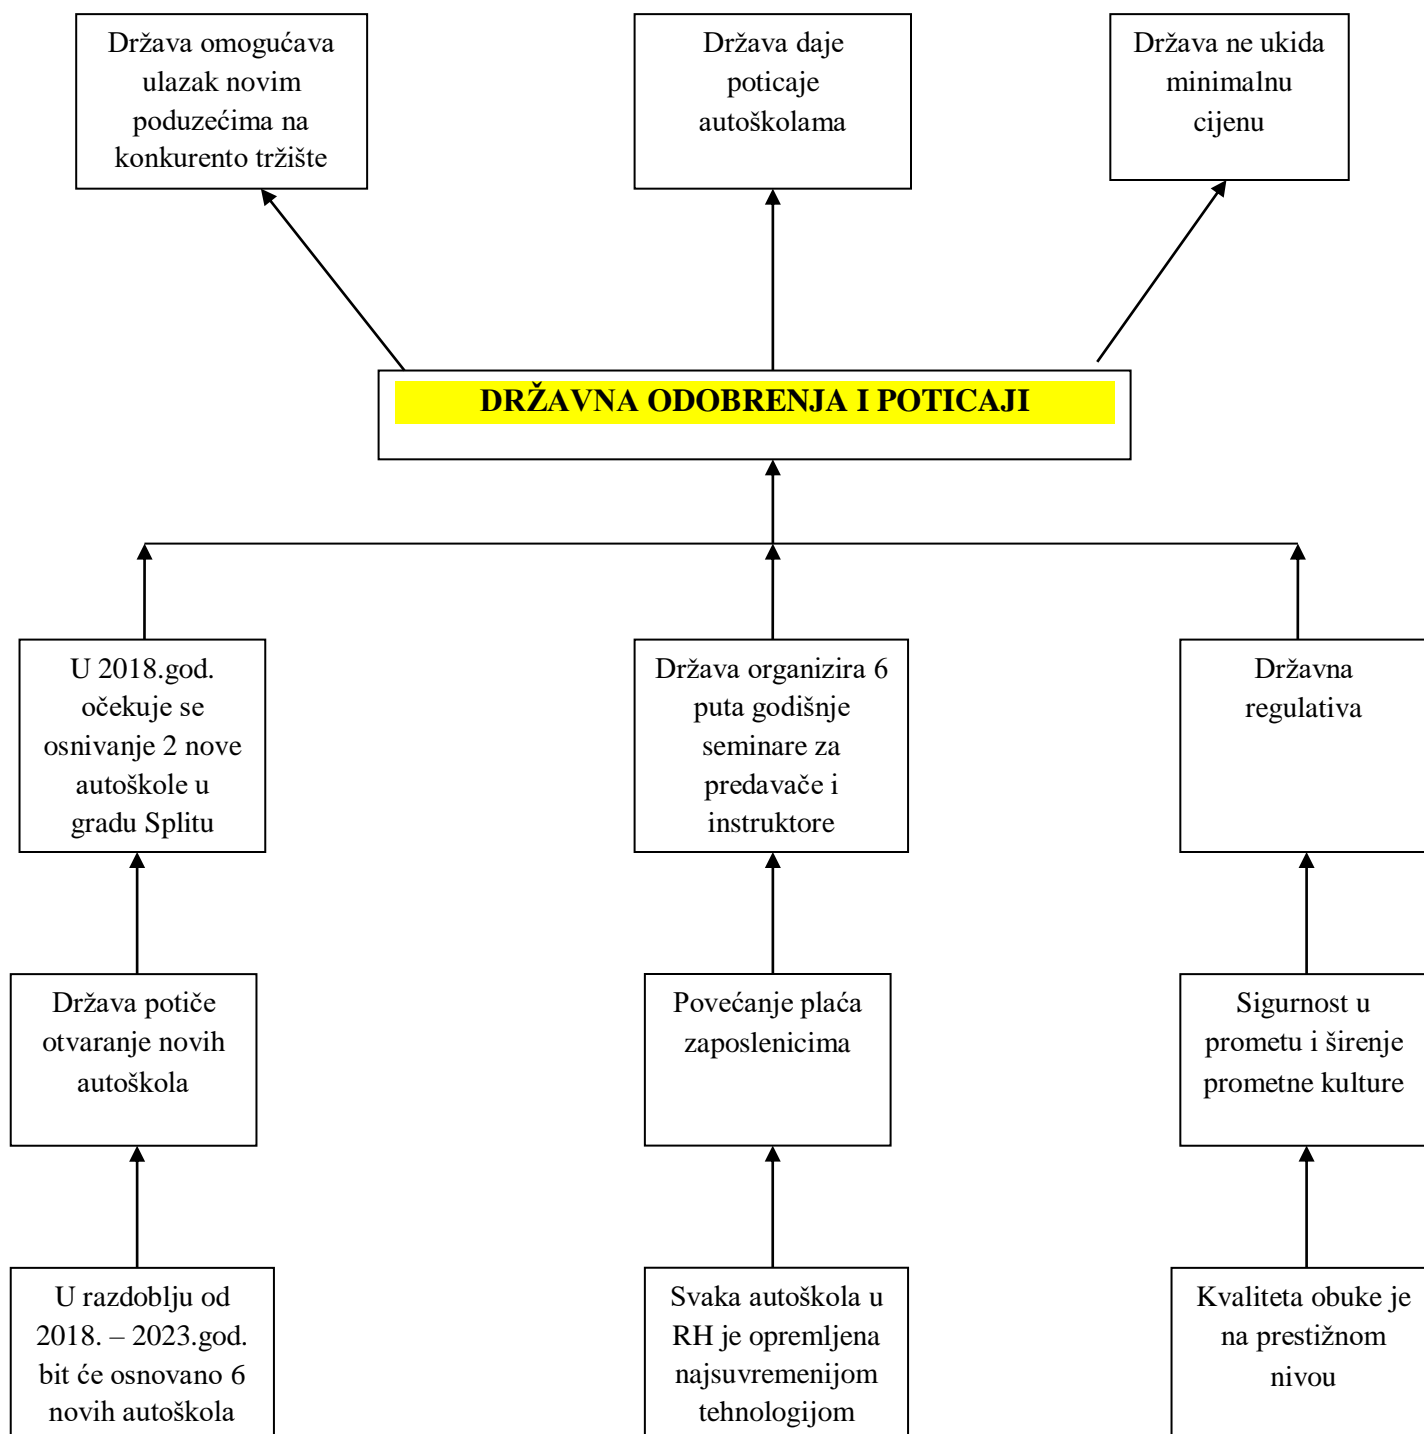 Država omogućava
ulazak novim
poduzećima na
konkurento tržište
Država daje
poticaje
autoškolama
Država ne ukida
minimalnu
cijenu
DRŽAVNA ODOBRENJA I POTICAJI
U 2018.god.
očekuje se
osnivanje 2 nove
autoškole u
gradu Splitu
Država organizira 6
puta godišnje
seminare za
predavače i
instruktore
Državna
regulativa
Država potiče
otvaranje novih
autoškola
Povećanje plaća
zaposlenicima
Sigurnost u
prometu i širenje
prometne kulture
U razdoblju od
2018. – 2023.god.
bit će osnovano 6
novih autoškola
Svaka autoškola u
RH je opremljena
najsuvremenijom
tehnologijom
Kvaliteta obuke je
na prestižnom
nivou